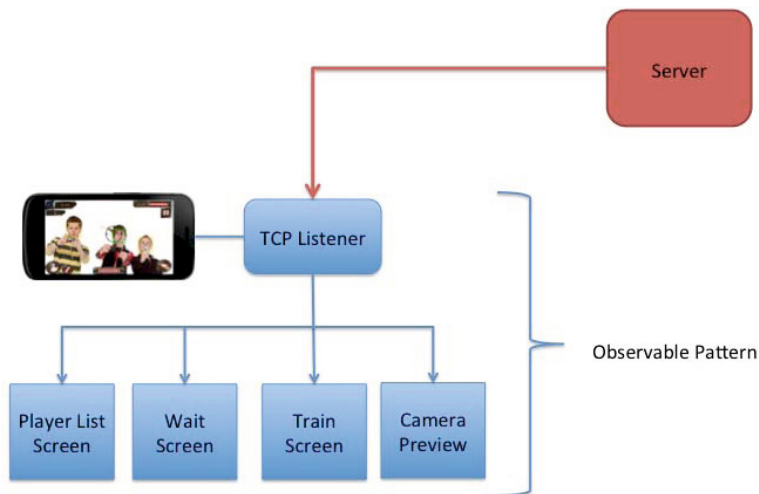 Server
TCP Listener
Observable Pattern
Player List
Screen
Wait
Screen
Train
Screen
Camera
Preview